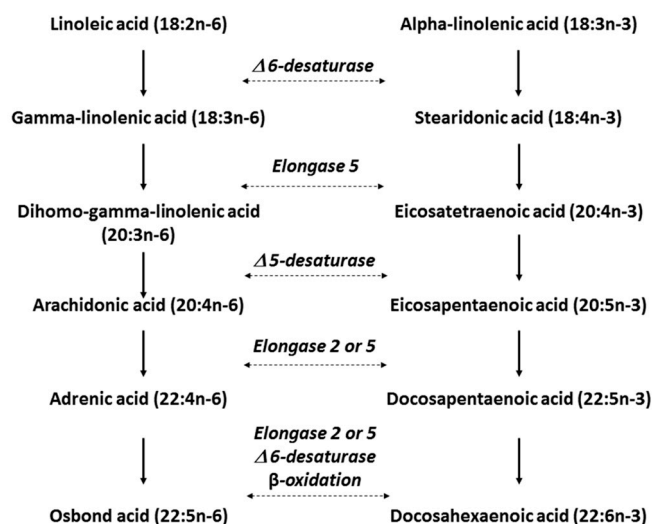 Linoleic acid (18:2n-6)
Alpha-linolenic acid (18:3n-3)
Δ6-desaturase
Gamma-linolenic acid (18:3n-6)
Stearidonic acid (18:4n-3)
Elongase 5
Dihomo-gamma-linolenic acid
(20:3n-6)
Eicosatetraenoic acid (20:4n-3)
Δ5-desaturase
Arachidonic acid (20:4n-6)
Eicosapentaenoic acid (20:5n-3)
Elongase 2 or 5
Adrenic acid (22:4n-6)
Docosapentaenoic acid (22:5n-3)
Elongase 2 or 5
Δ6-desaturase
β-oxidation
Osbond acid (22:5n-6)
Docosahexaenoic acid (22:6n-3)